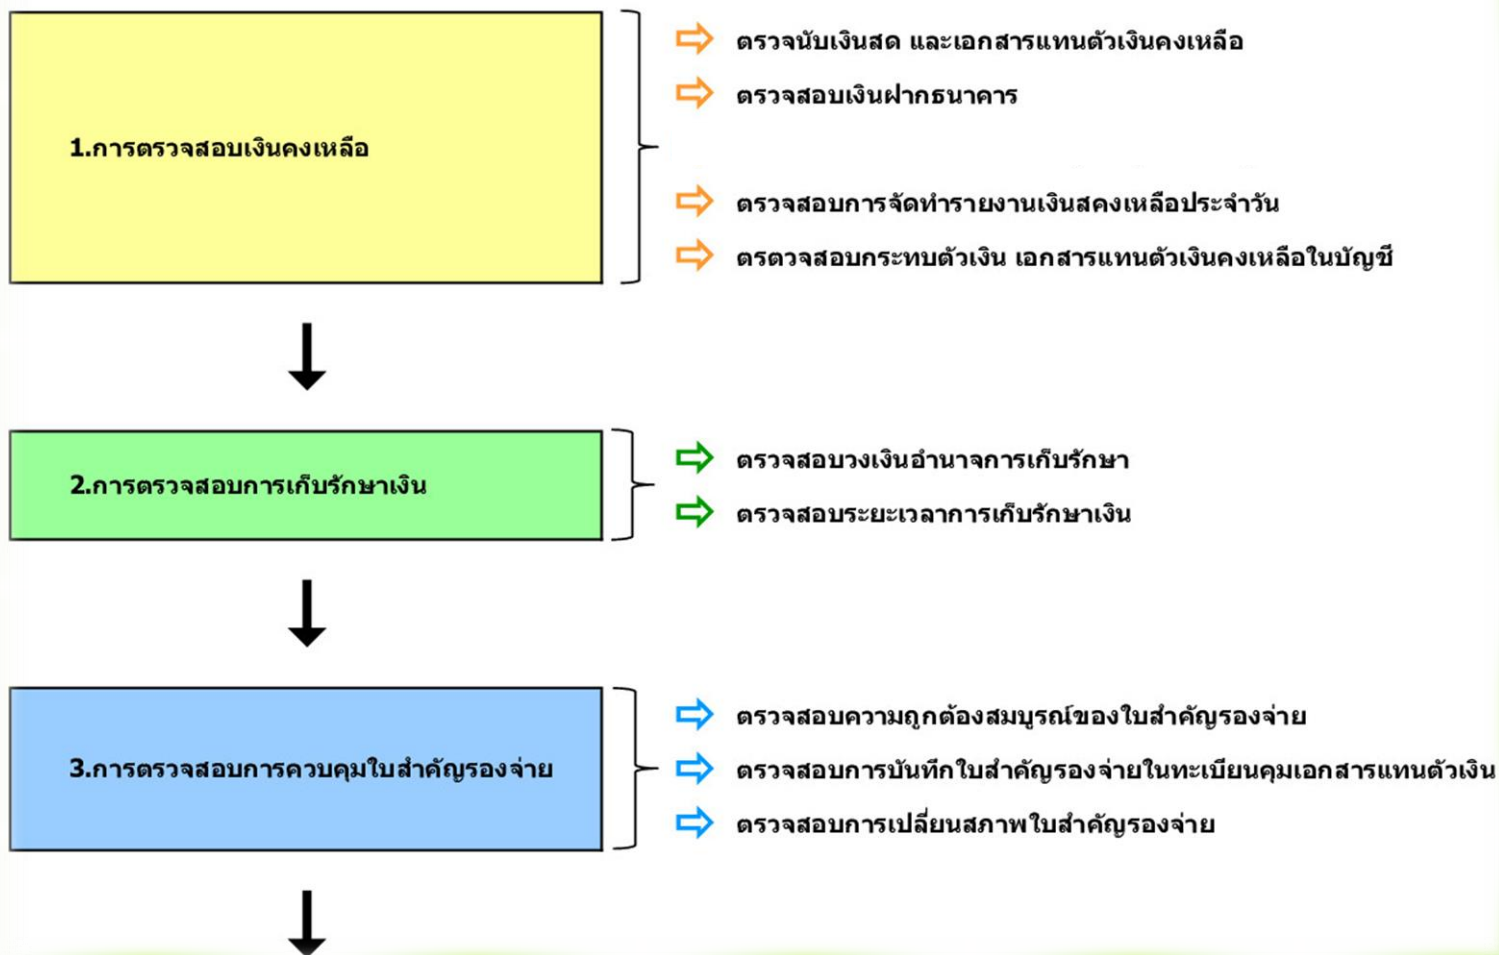 ตรวจนับเงินสด และเอกสารแทนตัวเงินคงเหลือ
ตรวจสอบเงินฝากธนาคาร
1.การตรวจสอบเงินคงเหลือ
ตรวจสอบการจัดทำรายงานเงินสคงเหลือประจำวัน
ตรตวจสอบกระทบตัวเงิน เอกสารแทนตัวเงินคงเหลือในบัญชี
2.การตรวจสอบการเก็บรักษาเงิน
ตรวจสอบวงเงินอำนาจการเก็บรักษา
ตรวจสอบระยะเวลาการเก็บรักษาเงิน
3.การตรวจสอบการควบคุมใบสำคัญรองจ่าย
ตรวจสอบความถูกต้องสมบูรณ์ของใบสำคัญรองจ่าย
ตรวจสอบการบันทึกใบสำคัญรองจ่ายในทะเบียนคุมเอกสารแทนตัวเงิน
ตรวจสอบการเปลี่ยนสภาพใบสำคัญรองจ่าย